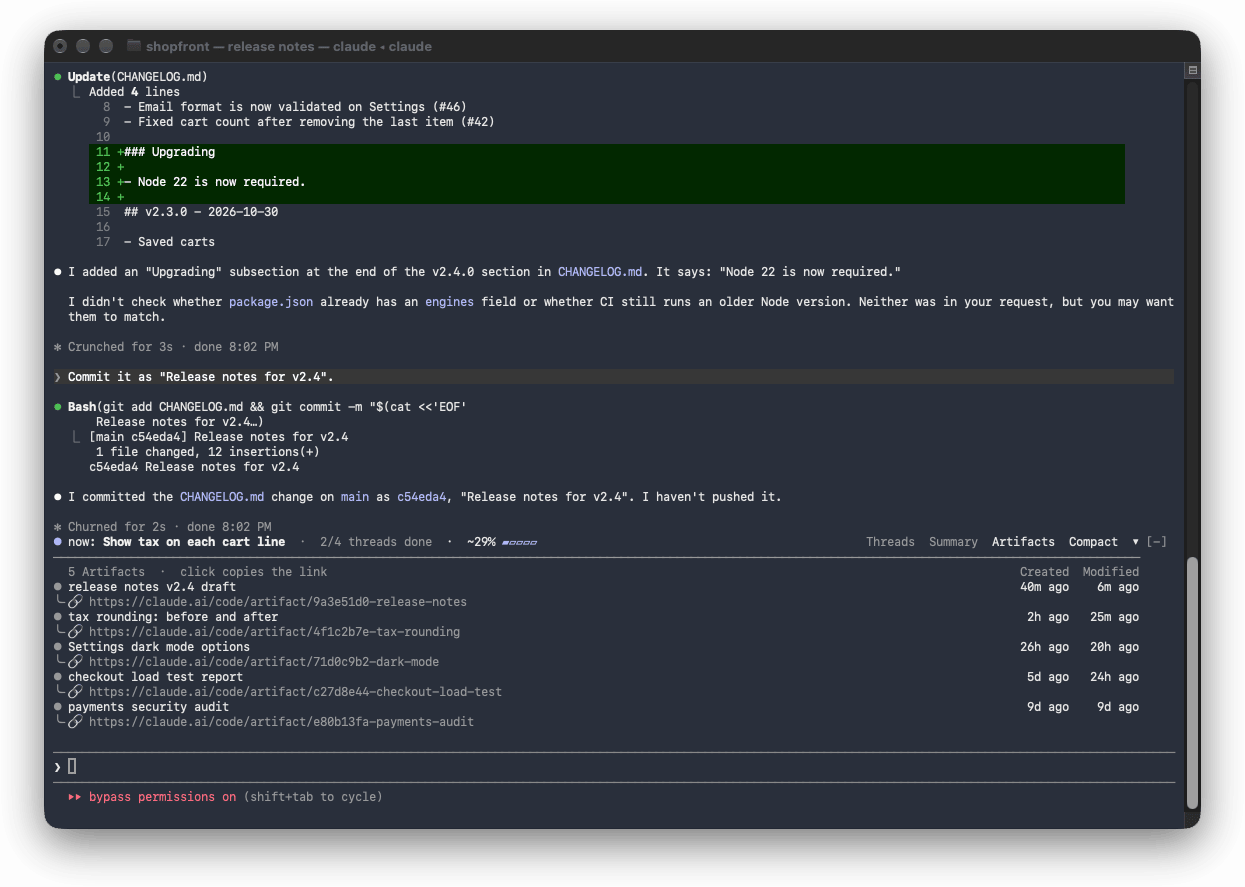 shopfront — release notes — claude ◂ claude
● Update(CHANGELOG.md)
⎿ Added 4 lines
8 - Email format is now validated on Settings (#46)
9 - Fixed cart count after removing the last item (#42)
10
11 +### Upgrading
12 +
13 +- Node 22 is now required.
14 +
15 ## v2.3.0 - 2026-10-30
16
17 - Saved carts
● I added an "Upgrading" subsection at the end of the v2.4.0 section in CHANGELOG.md. It says: "Node 22 is now required."
I didn't check whether package.json already has an engines field or whether CI still runs an older Node version. Neither was in your request, but you may want
them to match.
✻ Crunched for 3s · done 8:02 PM
❯ Commit it as "Release notes for v2.4".
● Bash(git add CHANGELOG.md && git commit -m "$(cat <<'EOF'
Release notes for v2.4…)
⎿ [main c54eda4] Release notes for v2.4
1 file changed, 12 insertions(+)
c54eda4 Release notes for v2.4
● I committed the CHANGELOG.md change on main as c54eda4, "Release notes for v2.4". I haven't pushed it.
✻ Churned for 2s · done 8:02 PM
● now: Show tax on each cart line · 2/4 threads done · ~29% ▰▱▱▱▱ Threads Summary Artifacts Compact ▾ [-]
5 Artifacts · click copies the link Created Modified
● release notes v2.4 draft 40m ago 6m ago
╰─🔗 https://claude.ai/code/artifact/9a3e51d0-release-notes
● tax rounding: before and after 2h ago 25m ago
╰─🔗 https://claude.ai/code/artifact/4f1c2b7e-tax-rounding
● Settings dark mode options 26h ago 20h ago
╰─🔗 https://claude.ai/code/artifact/71d0c9b2-dark-mode
● checkout load test report 5d ago 24h ago
╰─🔗 https://claude.ai/code/artifact/c27d8e44-checkout-load-test
● payments security audit 9d ago 9d ago
╰─🔗 https://claude.ai/code/artifact/e80b13fa-payments-audit
❯
⏵⏵ bypass permissions on (shift+tab to cycle)